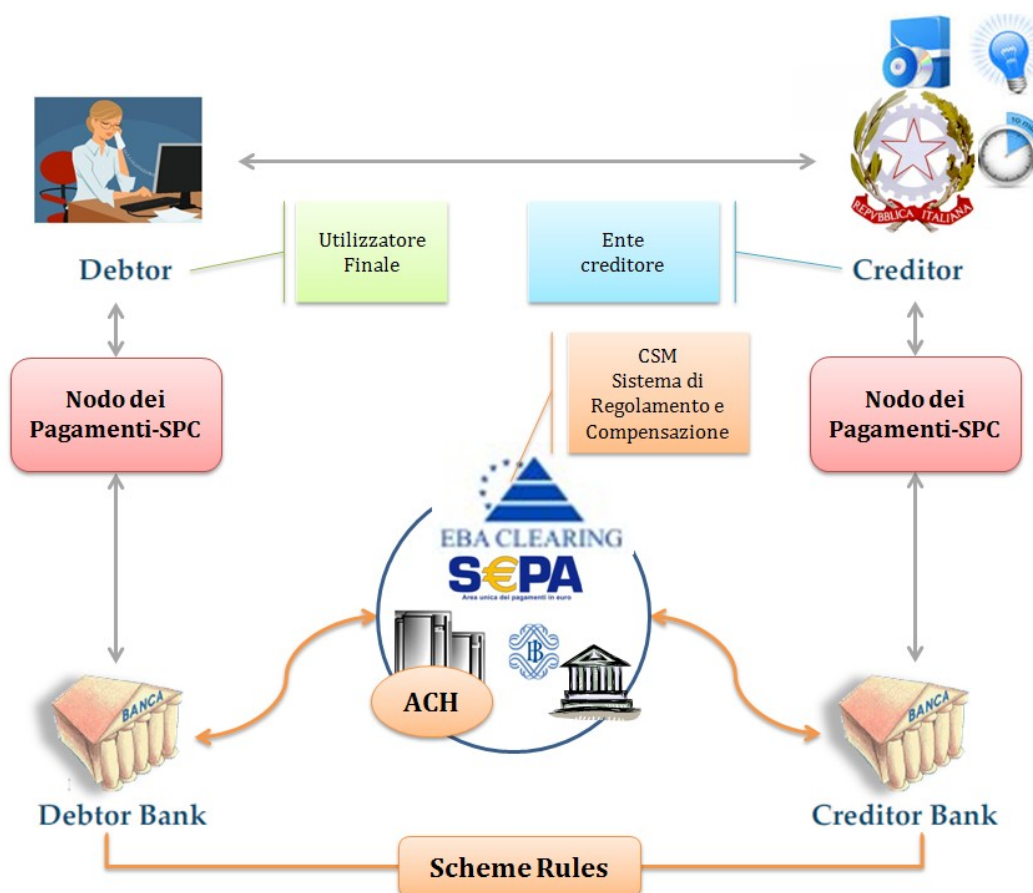 10 m
REPVBBLICA ITALIANA
Utilizzatore
Finale
Ente
creditore
Debtor
Creditor
CSM
Sistema di
Regolamento e
Compensazione
Nodo dei
Pagamenti-SPC
Nodo dei
Pagamenti-SPC
EBA CLEARING
S€PA
Area unica dei pagamenti in euro
ACH
BANCA
BANCA
Debtor Bank
Creditor Bank
Scheme Rules